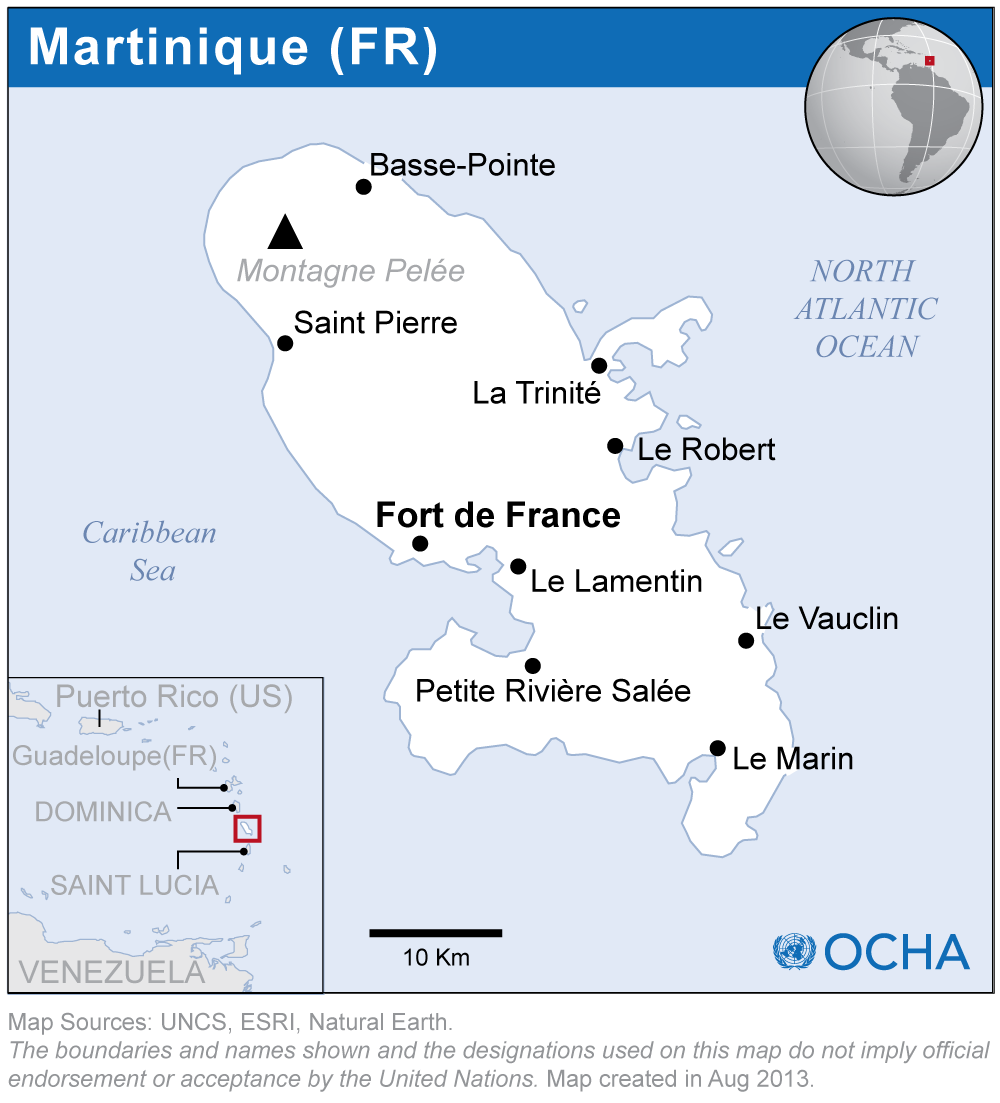 Martinique (FR)
Basse-Pointe
Montagne Pelée
NORTH
ATLANTIC
OCEAN
Saint Pierre
La Trinité
Le Robert
Fort de France
Caribbean
Sea
Le Lamentin
Le Vauclin
Petite Rivière Salée
Le Marin
Puerto Rico (US)
Guadeloupe(FR)
DOMINICA
SAINT LUCIA
VENEZUELA
10 Km
OCHA
Map Sources: UNCS, ESRI, Natural Earth.
The boundaries and names shown and the designations used on this map do not imply official
endorsement or acceptance by the United Nations. Map created in Aug 2013.